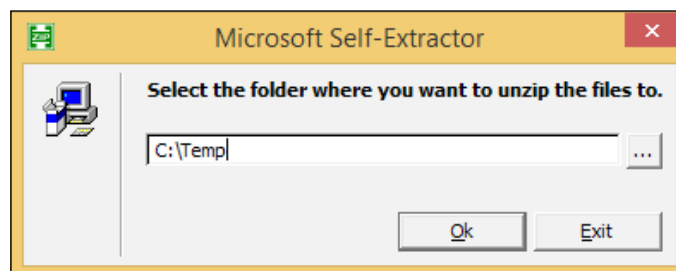 Microsoft Self-Extractor
Select the folder where you want to unzip the files to.
C:\Temp
...
Ok
Exit